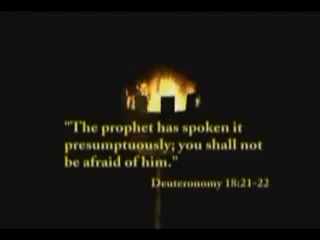 "The prophet has spoken it
presumptuously; you shall not
be afraid of him."
Deuteronomy 18:21-22